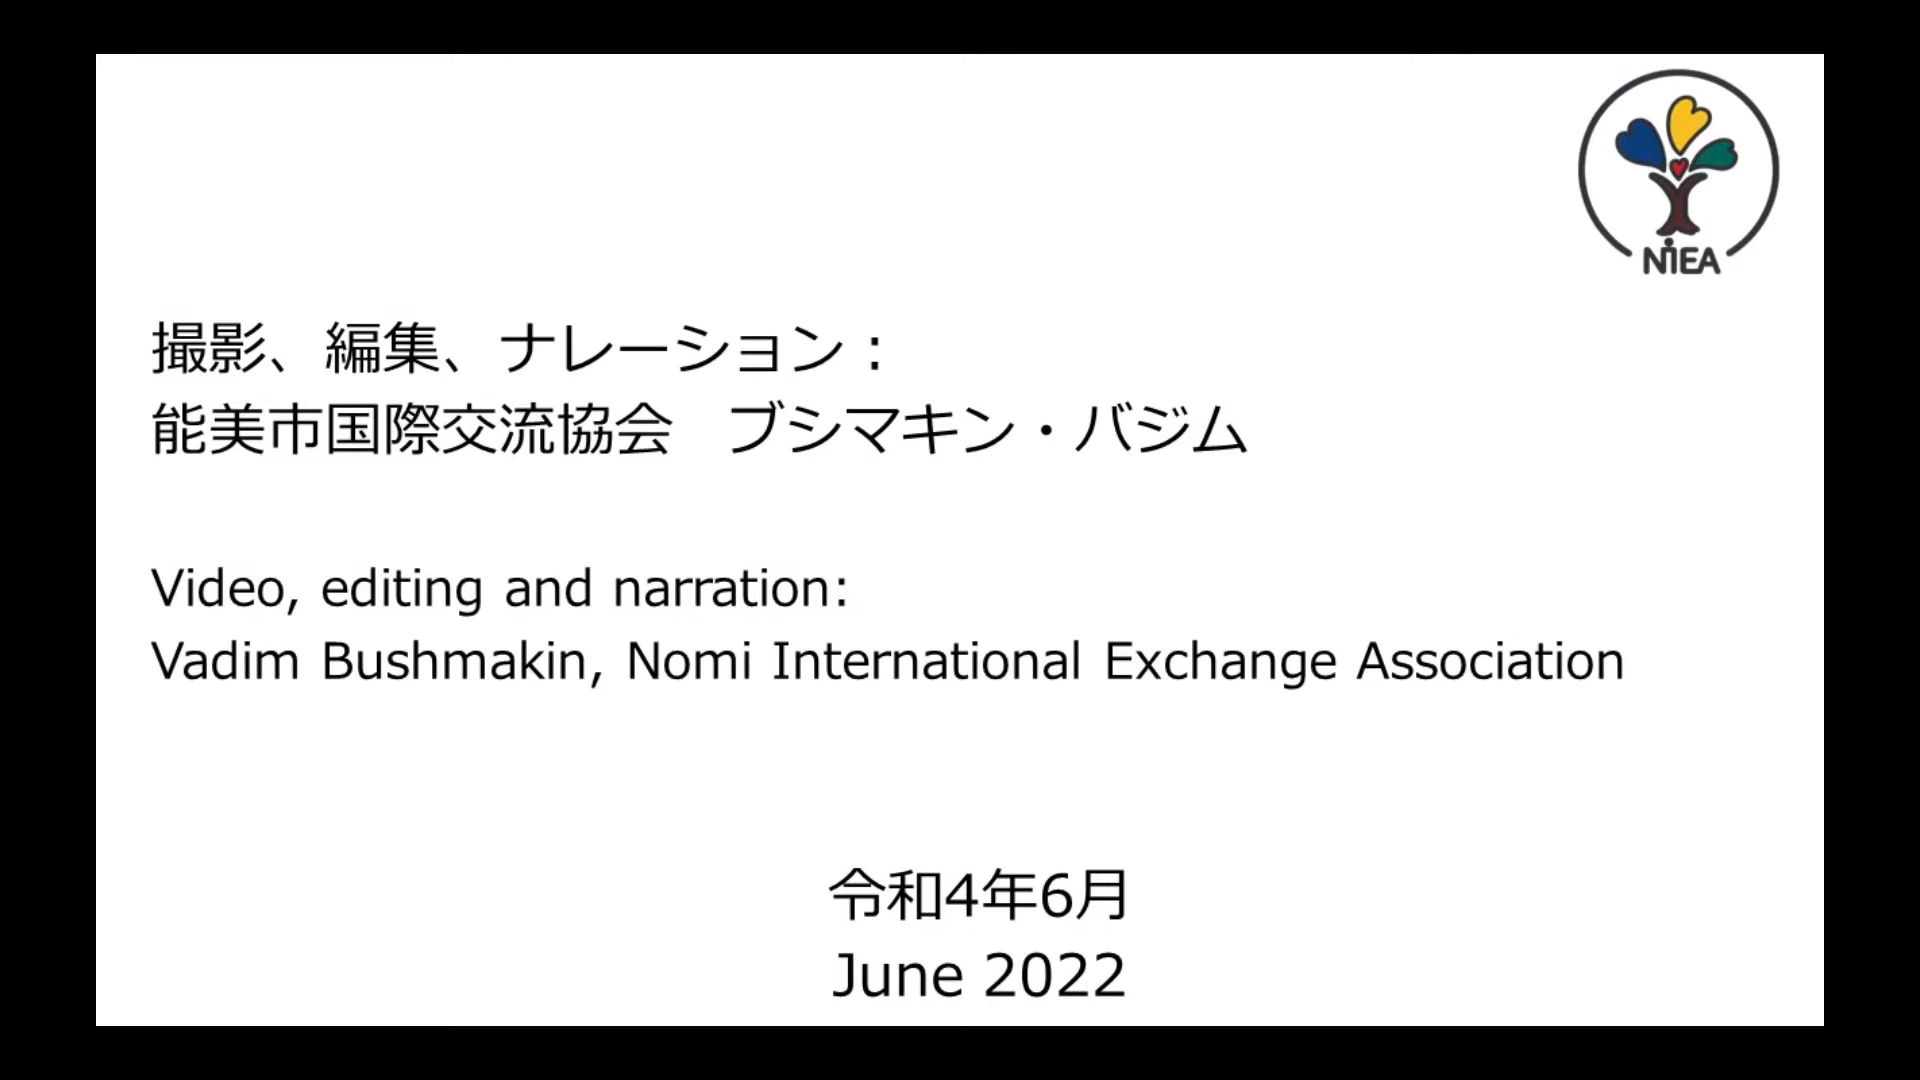 NIEA
撮影、編集、ナレーション：
能美市国際交流協会　ブシマキン・バジム
Video, editing and narration:
Vadim Bushmakin, Nomi International Exchange Association
令和4年6月
June 2022